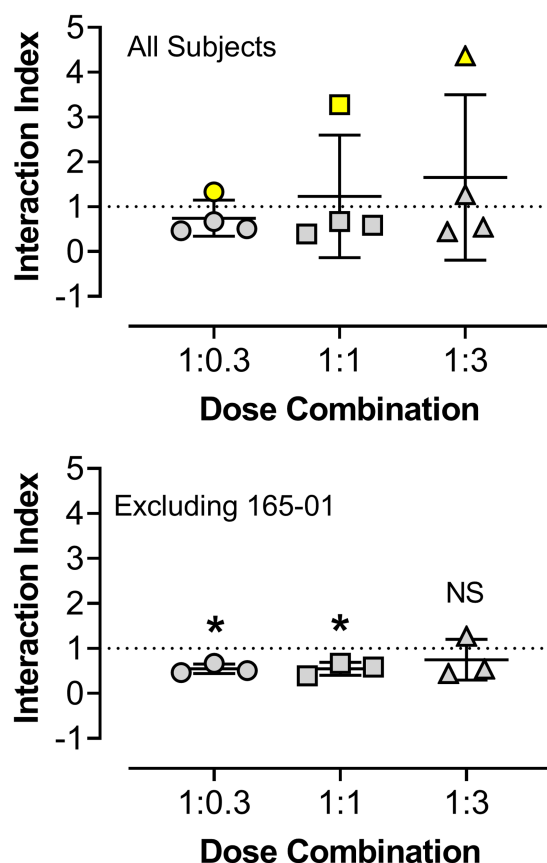 All Subjects
Interaction Index
5
4
3
2
1
0
-1
1:0.3 1:1 1:3
Dose Combination
Excluding 165-01
Interaction Index
5
4
3
2
1
0
-1
* * NS
1:0.3 1:1 1:3
Dose Combination